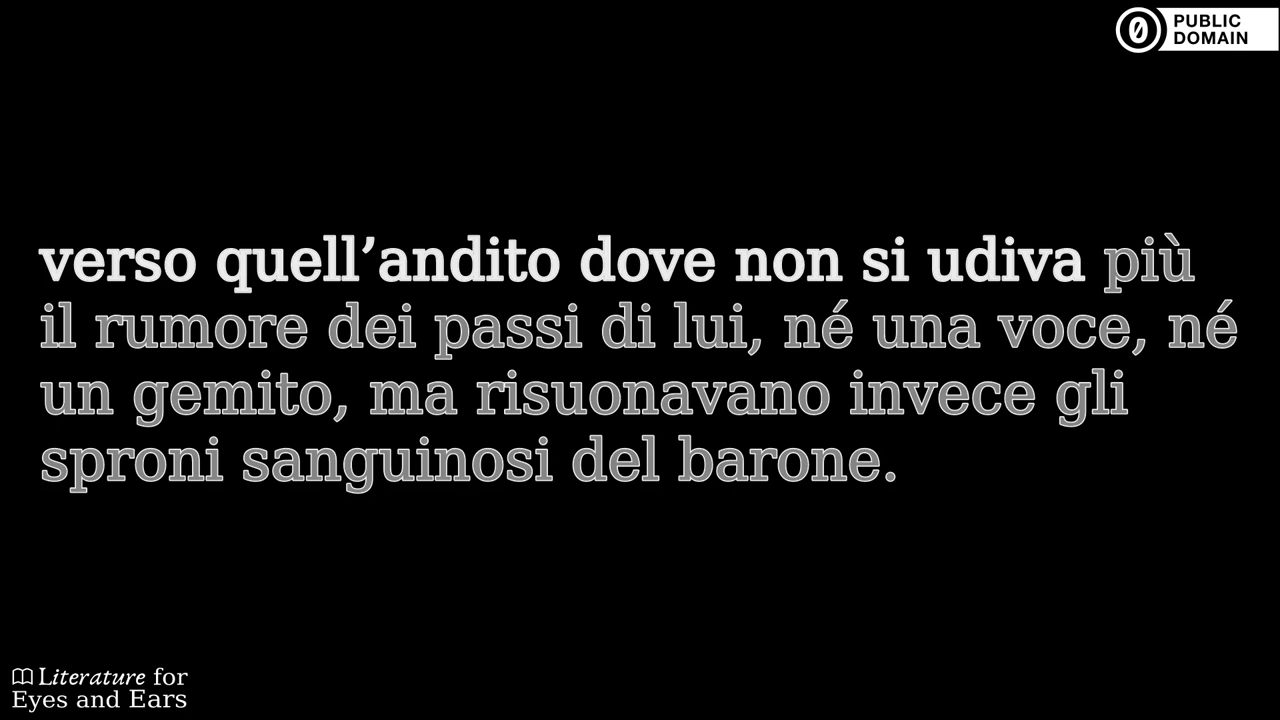 PUBLIC
DOMAIN
verso quell’andito dove non si udiva più
il rumore dei passi di lui, né una voce, né
un gemito, ma risuonavano invece gli
sproni sanguinosi del barone.
Literature for
Eyes and Ears